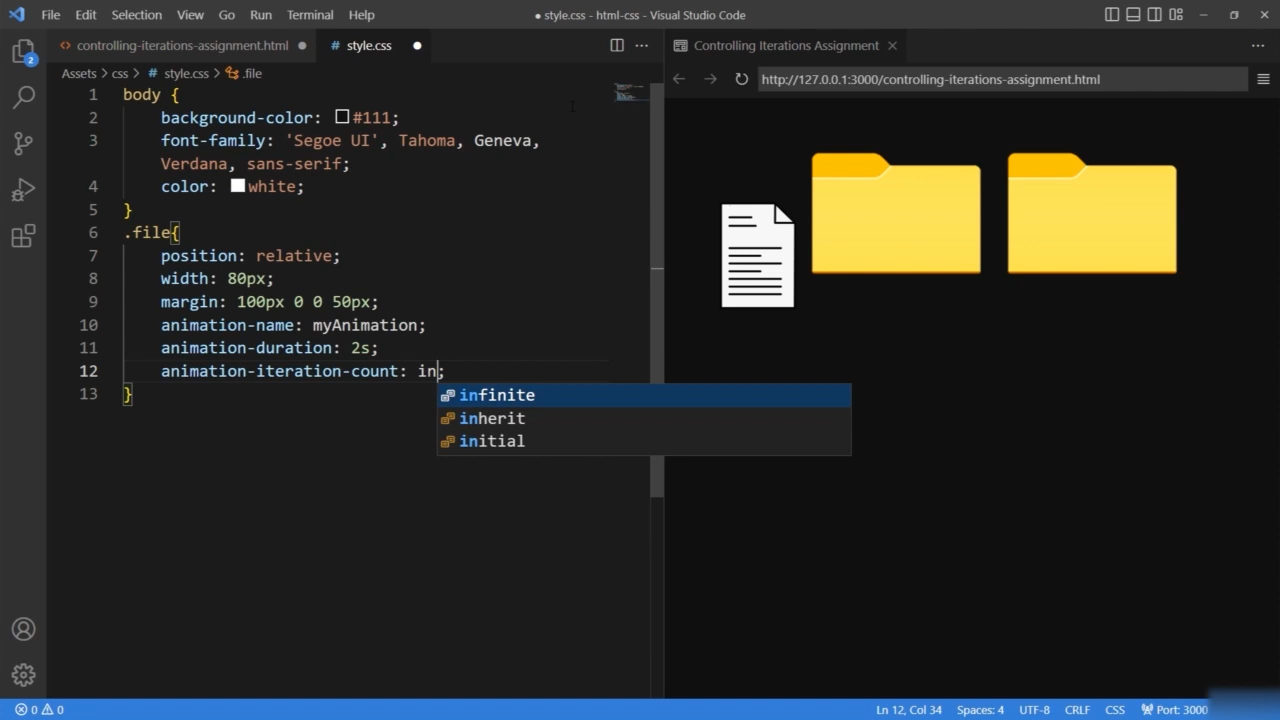 File Edit Selection View Go Run Terminal Help
● style.css - html-css - Visual Studio Code
2
<> controlling-iterations-assignment.html ●
# style.css ●
Assets > css > # style.css > .file
1 body {
2 background-color: #111;
3 font-family: 'Segoe UI', Tahoma, Geneva,
Verdana, sans-serif;
4 color: white;
5 }
6 .file{
7 position: relative;
8 width: 80px;
9 margin: 100px 0 0 50px;
10 animation-name: myAnimation;
11 animation-duration: 2s;
12 animation-iteration-count: in;
13 }
infinite
inherit
initial
Controlling Iterations Assignment
http://127.0.0.1:3000/controlling-iterations-assignment.html
0 0
Ln 12, Col 34 Spaces: 4 UTF-8 CRLF CSS Port: 3000